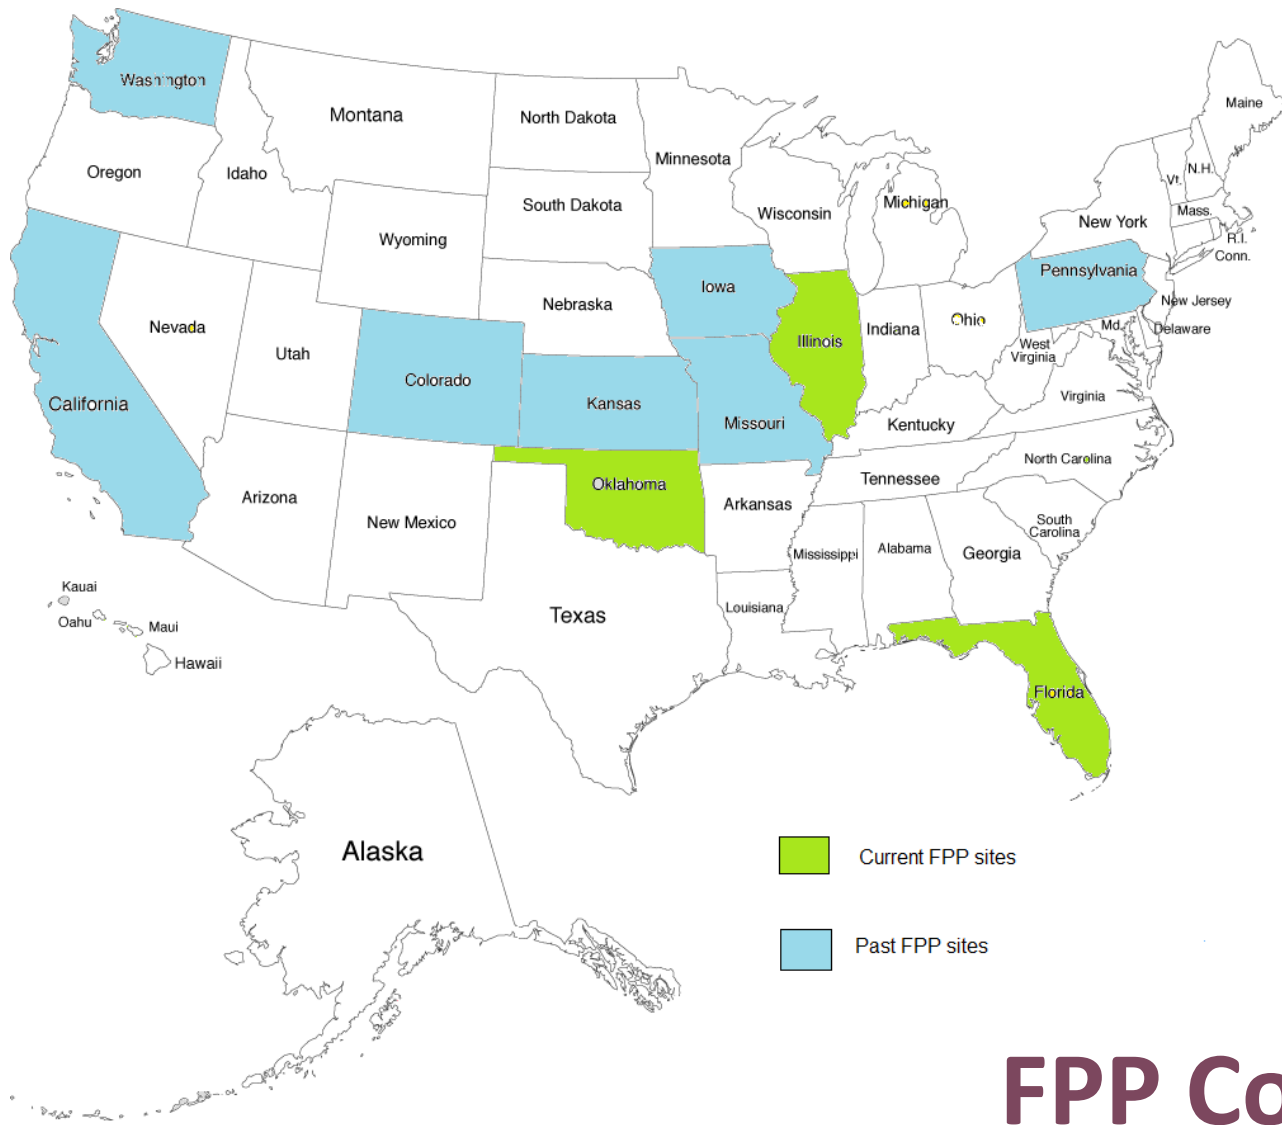 Washington
Montana
North Dakota
Minnesota
Maine
Oregon
Idaho
South Dakota
Wisconsin
Michigan
Vt.
N.H.
New York
Mass.
R.I.
Conn.
Wyoming
Iowa
Pennsylvania
Nebraska
Nevada
Utah
Colorado
Kansas
Illinois
Indiana
Ohio
New Jersey
Md.
Delaware
West
Virginia
Virginia
California
Missouri
Kentucky
North Carolina
Arizona
New Mexico
Oklahoma
Arkansas
Tennessee
South
Carolina
Mississippi
Alabama
Georgia
Texas
Louisiana
Kauai
Oahu
Maui
Hawaii
Florida
Alaska
Current FPP sites
Past FPP sites
FPP Co